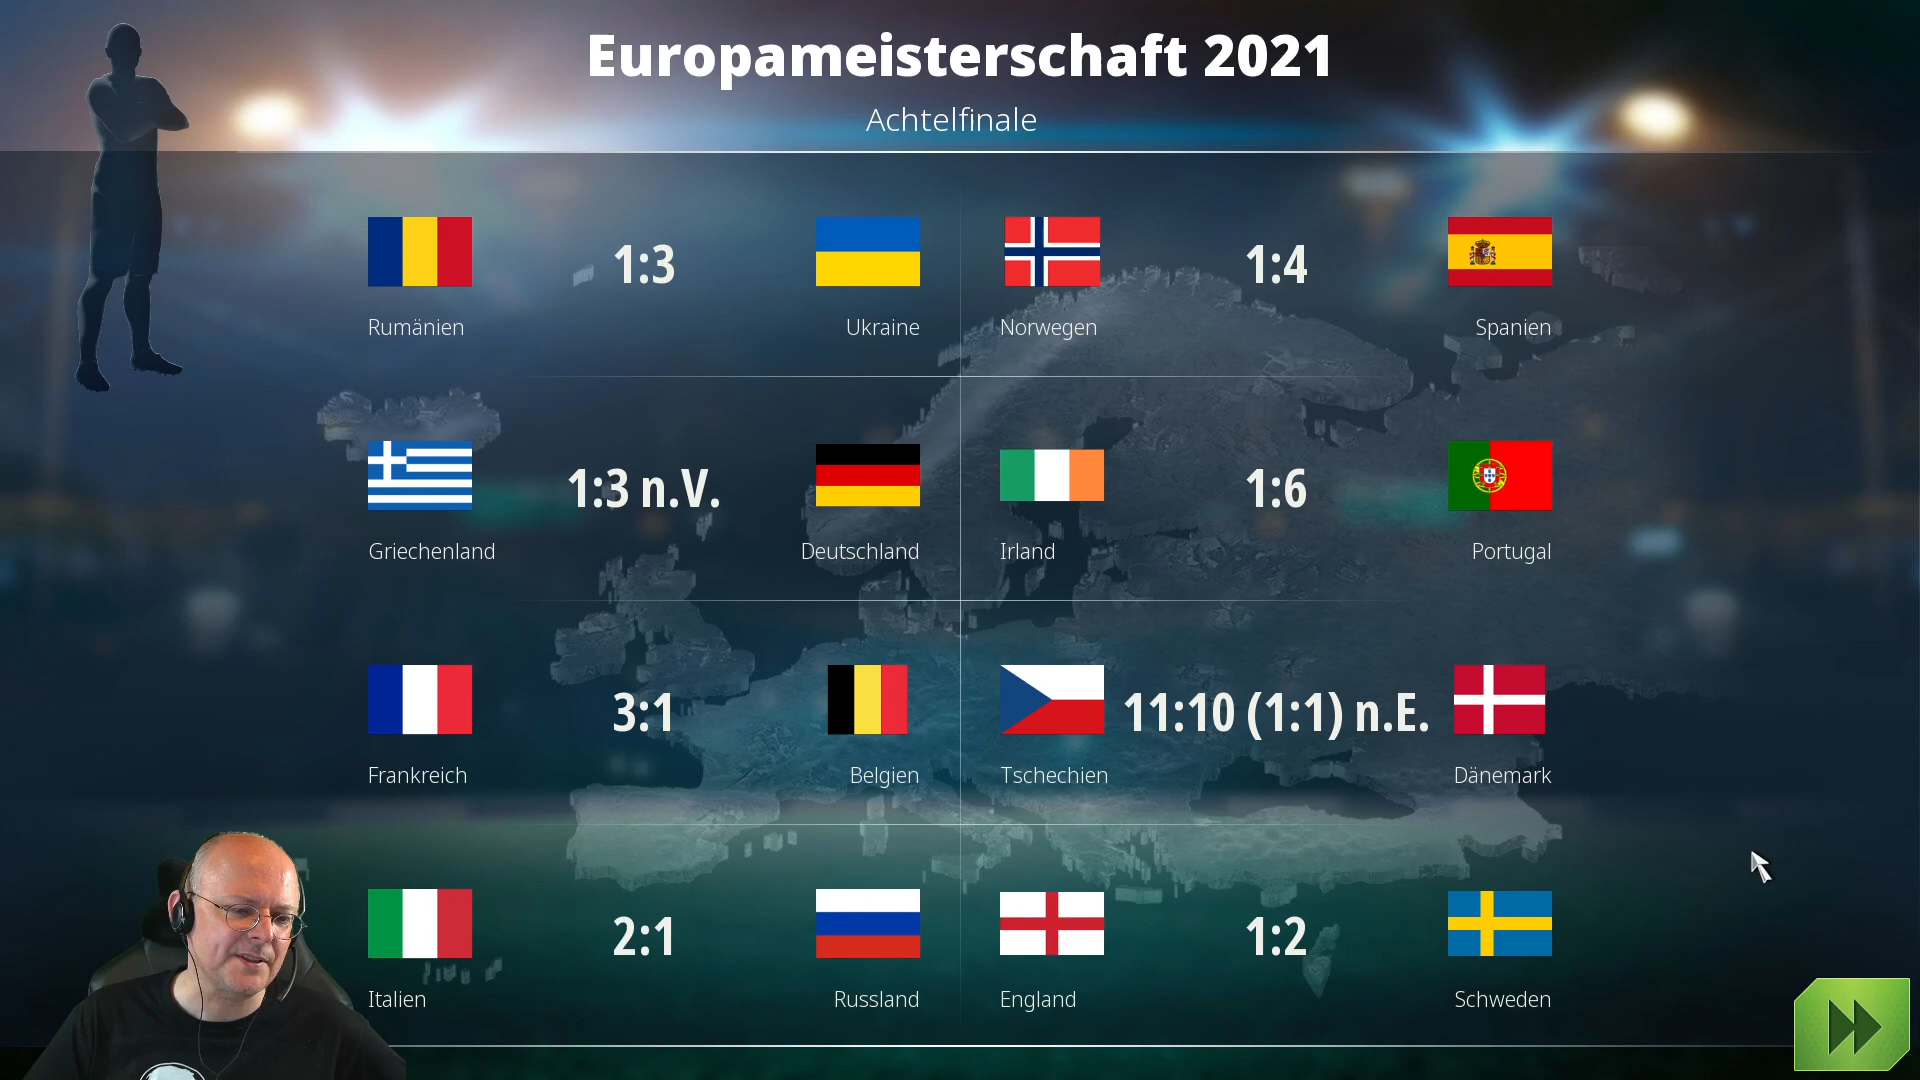 Europameisterschaft 2021
Achtelfinale
1:3
Rumänien
Ukraine
1:4
Norwegen
Spanien
1:3 n.V.
Griechenland
Deutschland
1:6
Irland
Portugal
3:1
Frankreich
Belgien
11:10 (1:1) n.E.
Tschechien
Dänemark
2:1
Italien
Russland
1:2
England
Schweden